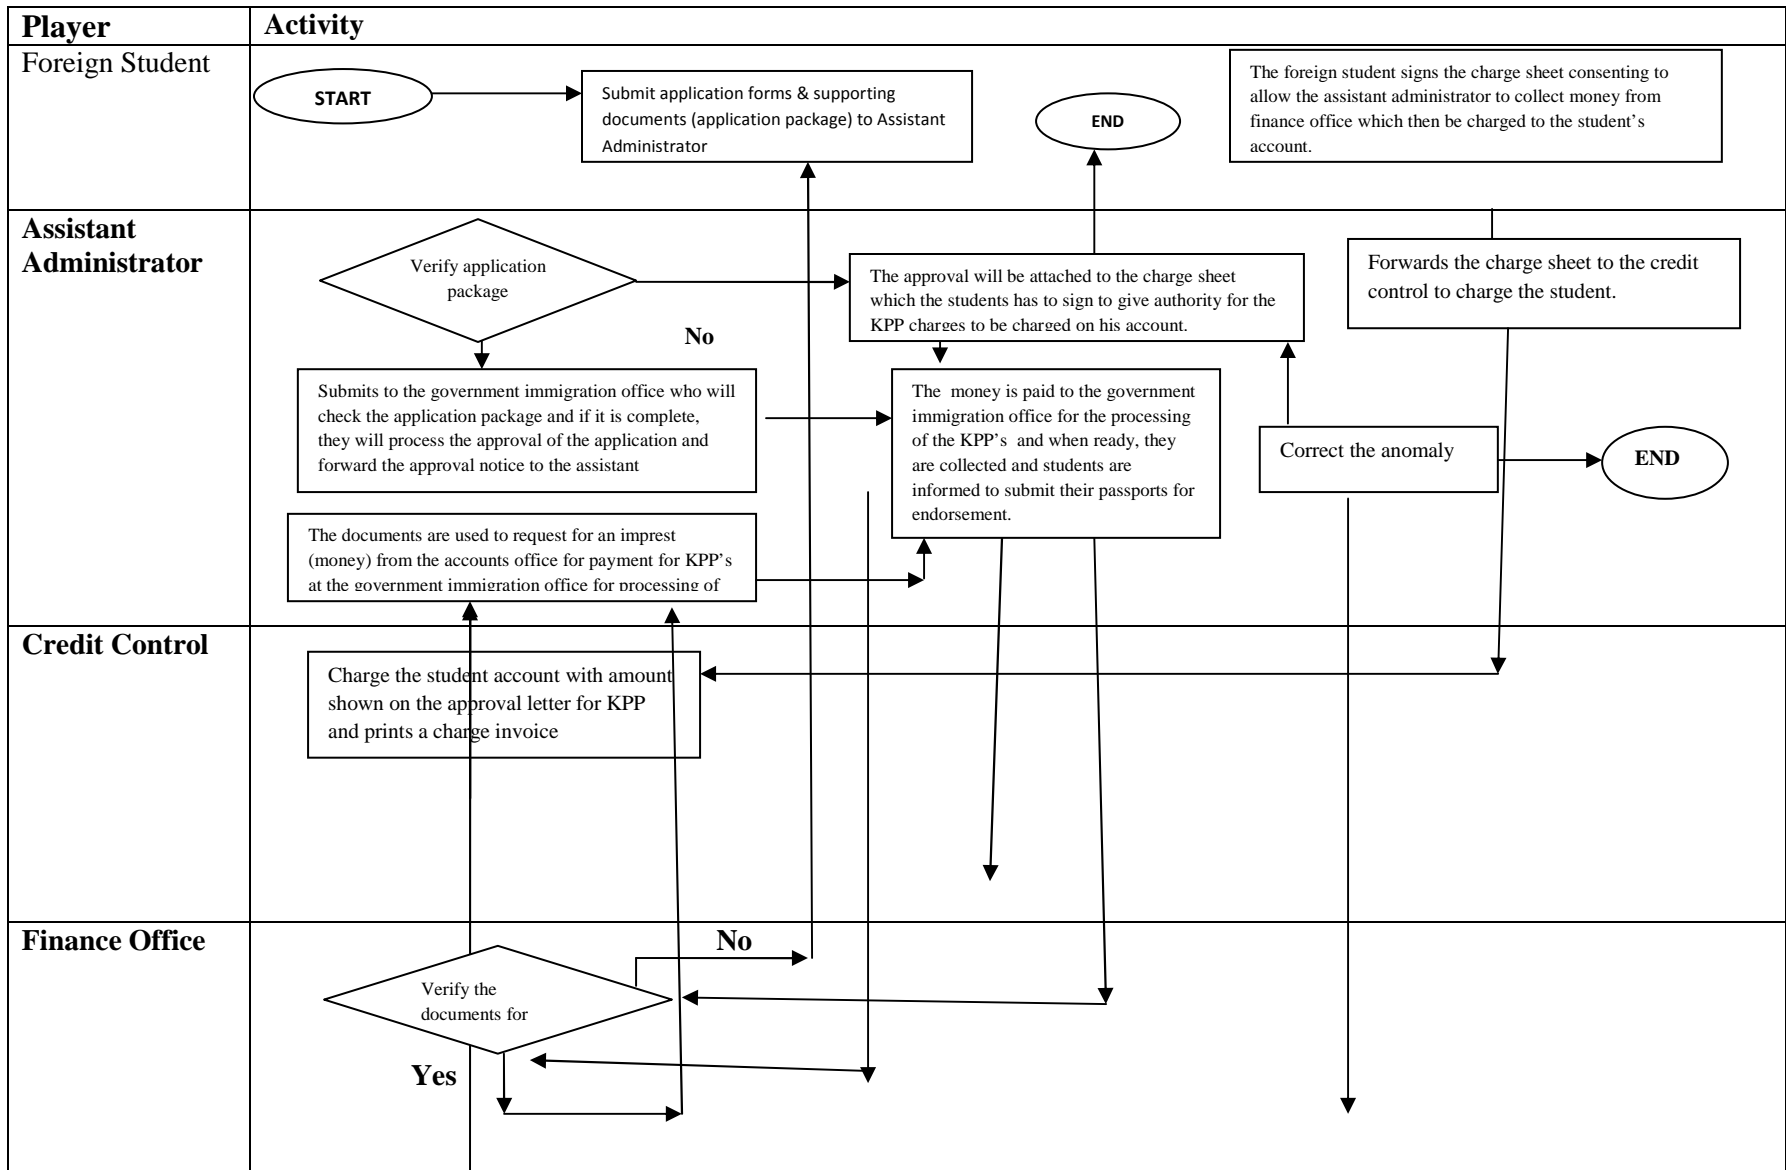 Player
Activity
Foreign Student
START
Submit application forms & supporting
documents (application package) to Assistant
Administrator
END
The foreign student signs the charge sheet consenting to
allow the assistant administrator to collect money from
finance office which then be charged to the student's
account.
Assistant
Administrator
Verify application
package
No
The approval will be attached to the charge sheet
which the students has to sign to give authority for the
KPP charges to be charged on his account.
Forwards the charge sheet to the credit
control to charge the student.
Submits to the government immigration office who will
check the application package and if it is complete,
they will process the approval of the application and
forward the approval notice to the assistant
The money is paid to the government
immigration office for the processing
of the KPP's and when ready, they
are collected and students are
informed to submit their passports for
endorsement.
Correct the anomaly
END
The documents are used to request for an imprest
(money) from the accounts office for payment for KPP's
at the government immigration office for processing of
Credit Control
Charge the student account with amount
shown on the approval letter for KPP
and prints a charge invoice
Finance Office
No
Verify the
documents for
Yes